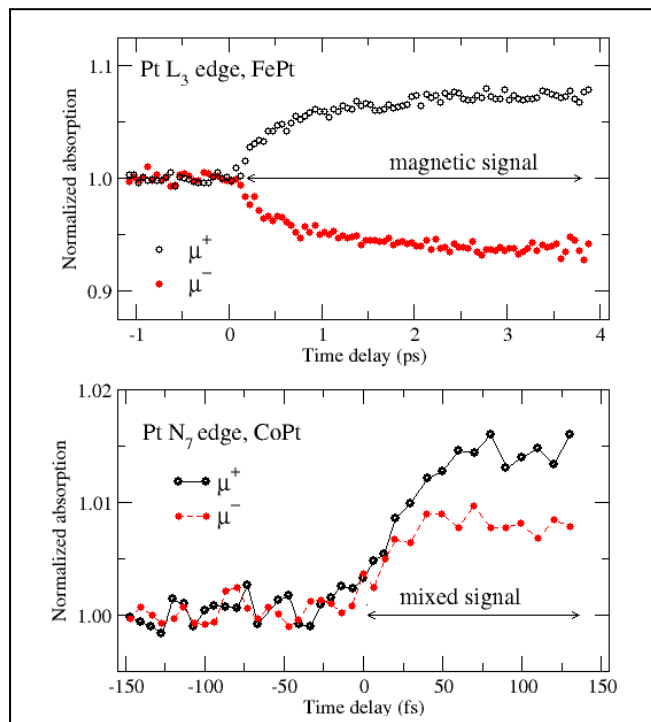 Pt L3 edge, FePt
1.1
1.0
0.9
Normalized absorption
magnetic signal
μ+
μ−
-1 0 1 2 3 4
Time delay (ps)
1.02
1.01
1.00
Normalized absorption
Pt N7 edge, CoPt
μ+
μ−
mixed signal
-150 -100 -50 0 50 100 150
Time delay (fs)